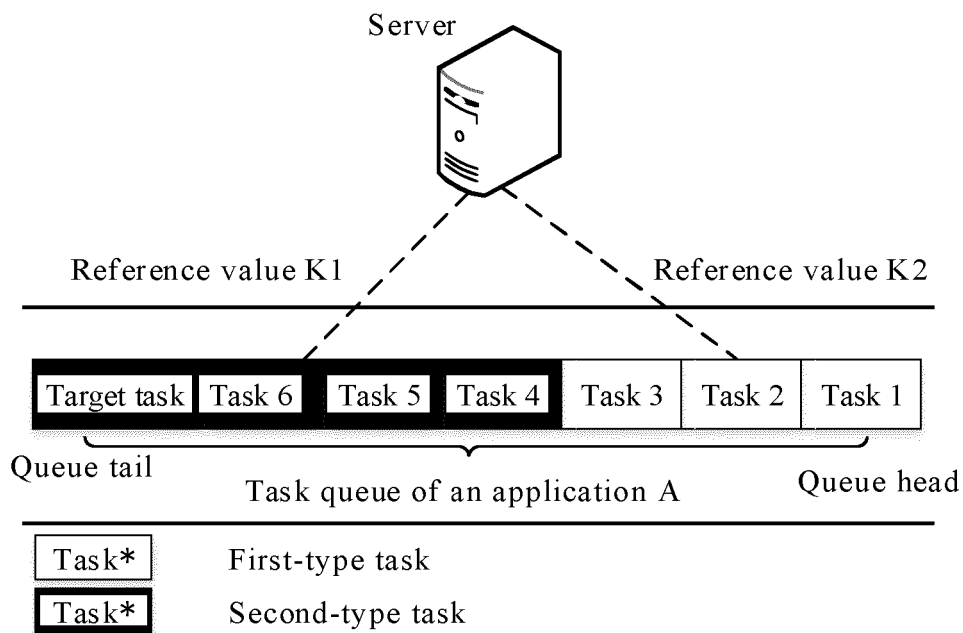 Server
Reference value K1
Reference value K2
Target task
Task 6
Task 5
Task 4
Task 3
Task 2
Task 1
Queue tail
Task queue of an application A
Queue head
Task*
First-type task
Task*
Second-type task